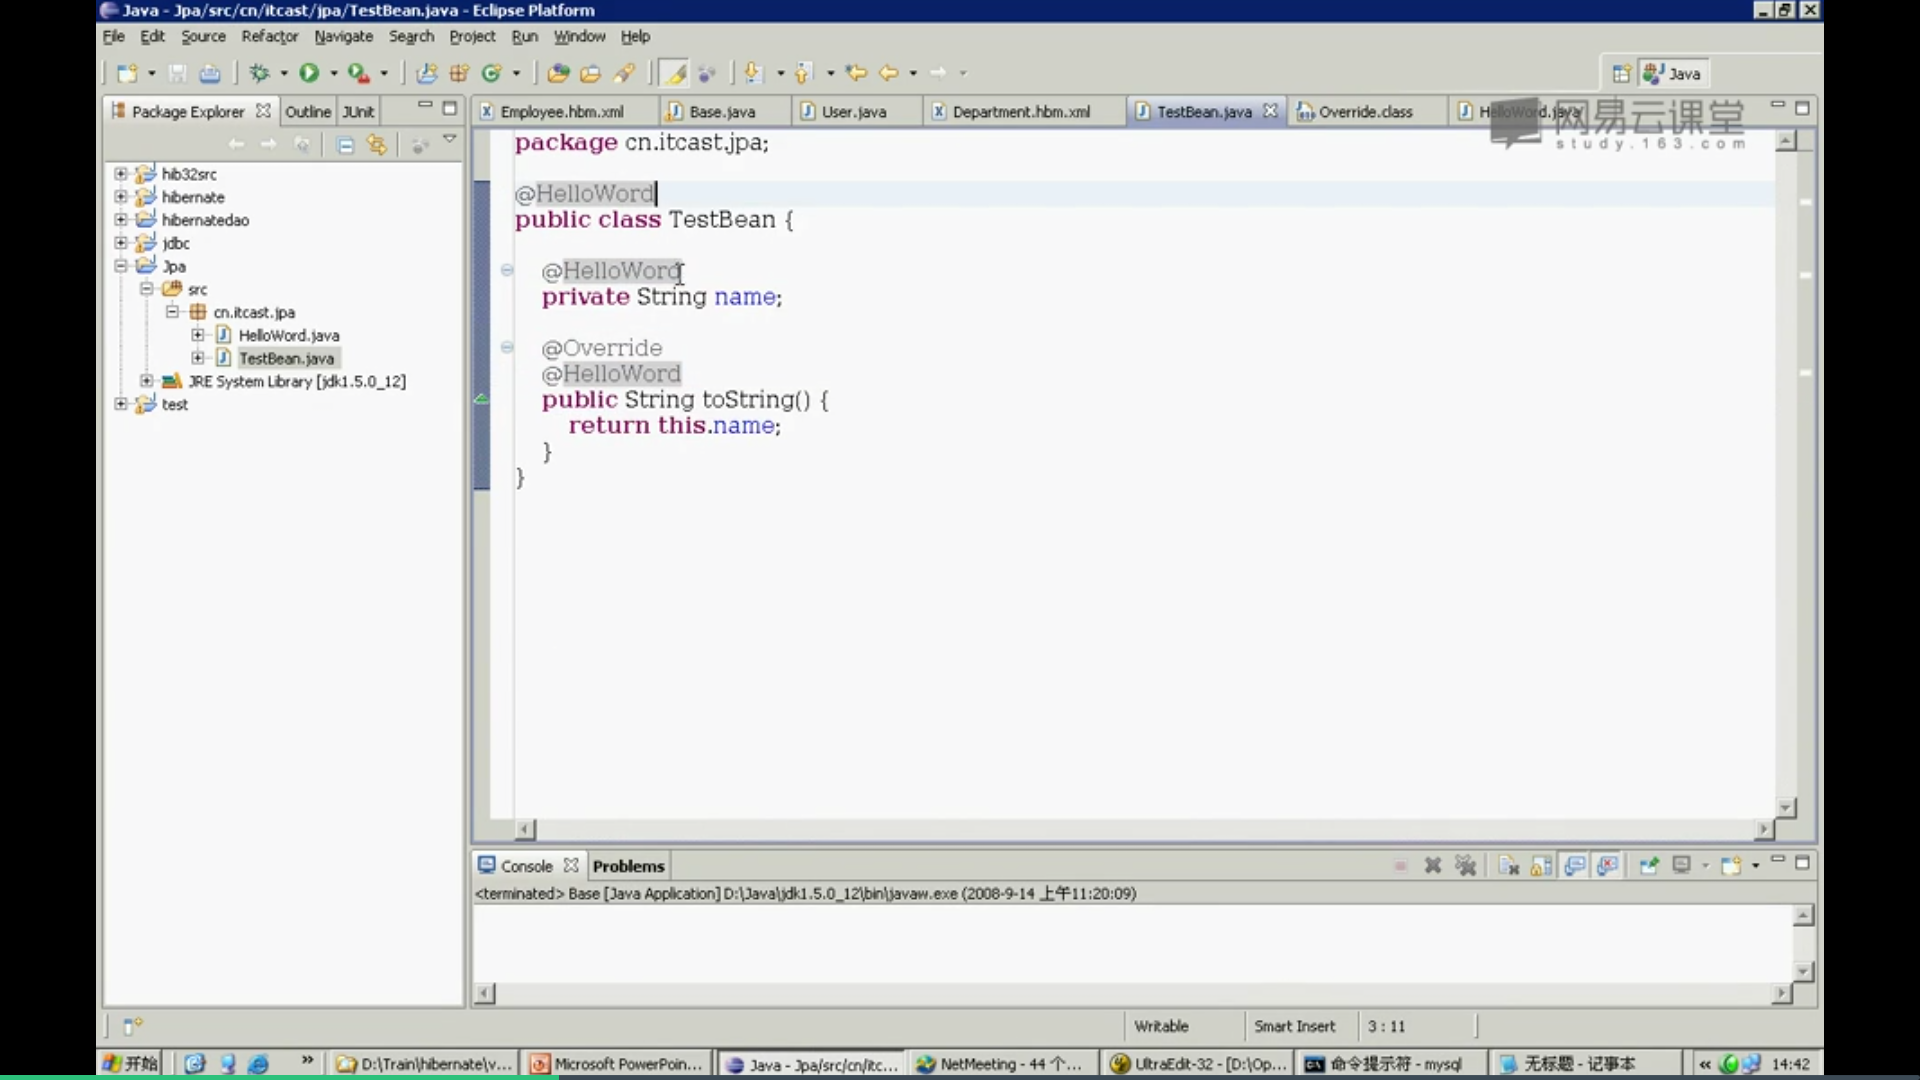 Java - Jpa/src/cn/itcast/jpa/TestBean.java - Eclipse Platform
File Edit Source Refactor Navigate Search Project Run Window Help
Java
Package Explorer Outline JUnit
Employee.hbm.xml Base.java User.java Department.hbm.xml TestBean.java Override.class HelloWord.java
网易云课堂
study.163.com
hib32src
hibernate
hibernatedao
jdbc
Jpa
src
cn.itcast.jpa
HelloWord.java
TestBean.java
JRE System Library [jdk1.5.0_12]
test
package cn.itcast.jpa;
@HelloWord
public class TestBean {
@HelloWord
private String name;
@Override
@HelloWord
public String toString() {
return this.name;
}
}
Console Problems
<terminated> Base [Java Application] D:\Java\jdk1.5.0_12\bin\javaw.exe (2008-9-14 上午11:20:09)
Writable Smart Insert 3 : 11
开始 » D:\Train\hibernate\v... Microsoft PowerPoin... Java - Jpa/src/cn/itc... NetMeeting - 44 个... UltraEdit-32 - [D:\Op... 命令提示符 - mysql 无标题 - 记事本 « 14:42